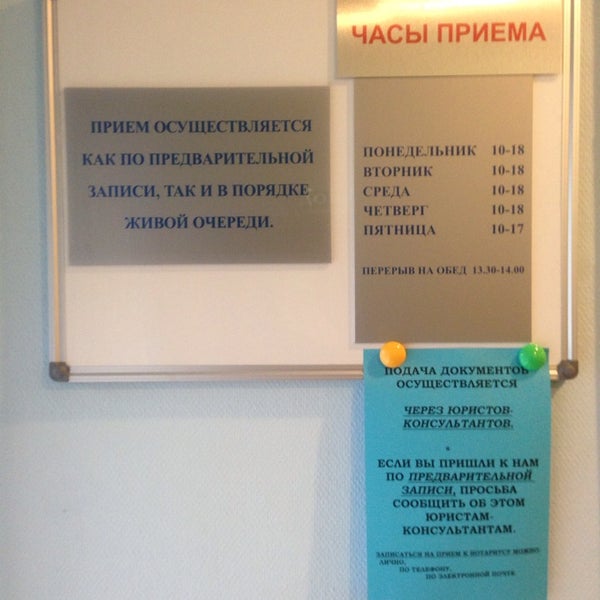 ЧАСЫ ПРИЕМА
ПРИЕМ ОСУЩЕСТВЛЯЕТСЯ
КАК ПО ПРЕДВАРИТЕЛЬНОЙ
ЗАПИСИ, ТАК И В ПОРЯДКЕ
ЖИВОЙ ОЧЕРЕДИ.
ПОНЕДЕЛЬНИК 10-18
ВТОРНИК 10-18
СРЕДА 10-18
ЧЕТВЕРГ 10-18
ПЯТНИЦА 10-17
ПЕРЕРЫВ НА ОБЕД 13.30-14.00
ПОДАЧА ДОКУМЕНТОВ
ОСУЩЕСТВЛЯЕТСЯ
ЧЕРЕЗ ЮРИСТОВ-
КОНСУЛЬТАНТОВ.
ЕСЛИ ВЫ ПРИШЛИ К НАМ
ПО ПРЕДВАРИТЕЛЬНОЙ
ЗАПИСИ, ПРОСЬБА
СООБЩИТЬ ОБ ЭТОМ
ЮРИСТАМ-
КОНСУЛЬТАНТАМ.
ЗАПИСАТЬСЯ НА ПРИЕМ К НОТАРИУСУ МОЖНО
ЛИЧНО,
ПО ТЕЛЕФОНУ,
ПО ЭЛЕКТРОННОЙ ПОЧТЕ